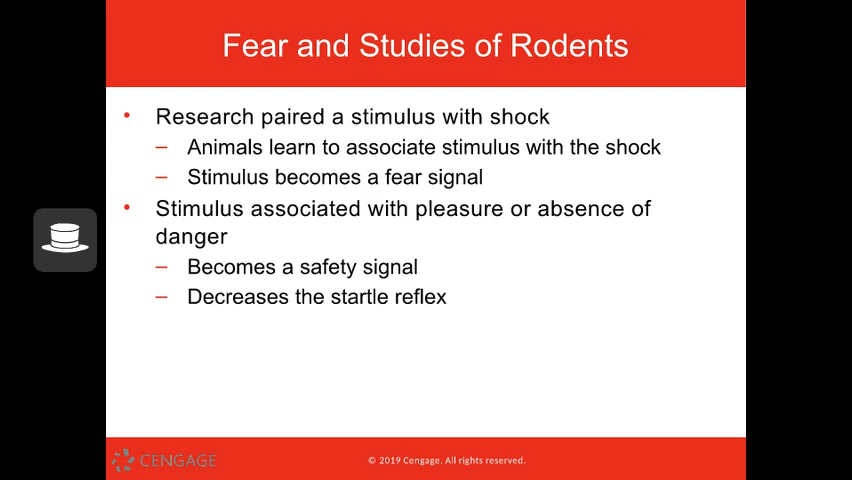 Fear and Studies of Rodents
• Research paired a stimulus with shock
– Animals learn to associate stimulus with the shock
– Stimulus becomes a fear signal
• Stimulus associated with pleasure or absence of
danger
– Becomes a safety signal
– Decreases the startle reflex
CENGAGE
© 2019 Cengage. All rights reserved.